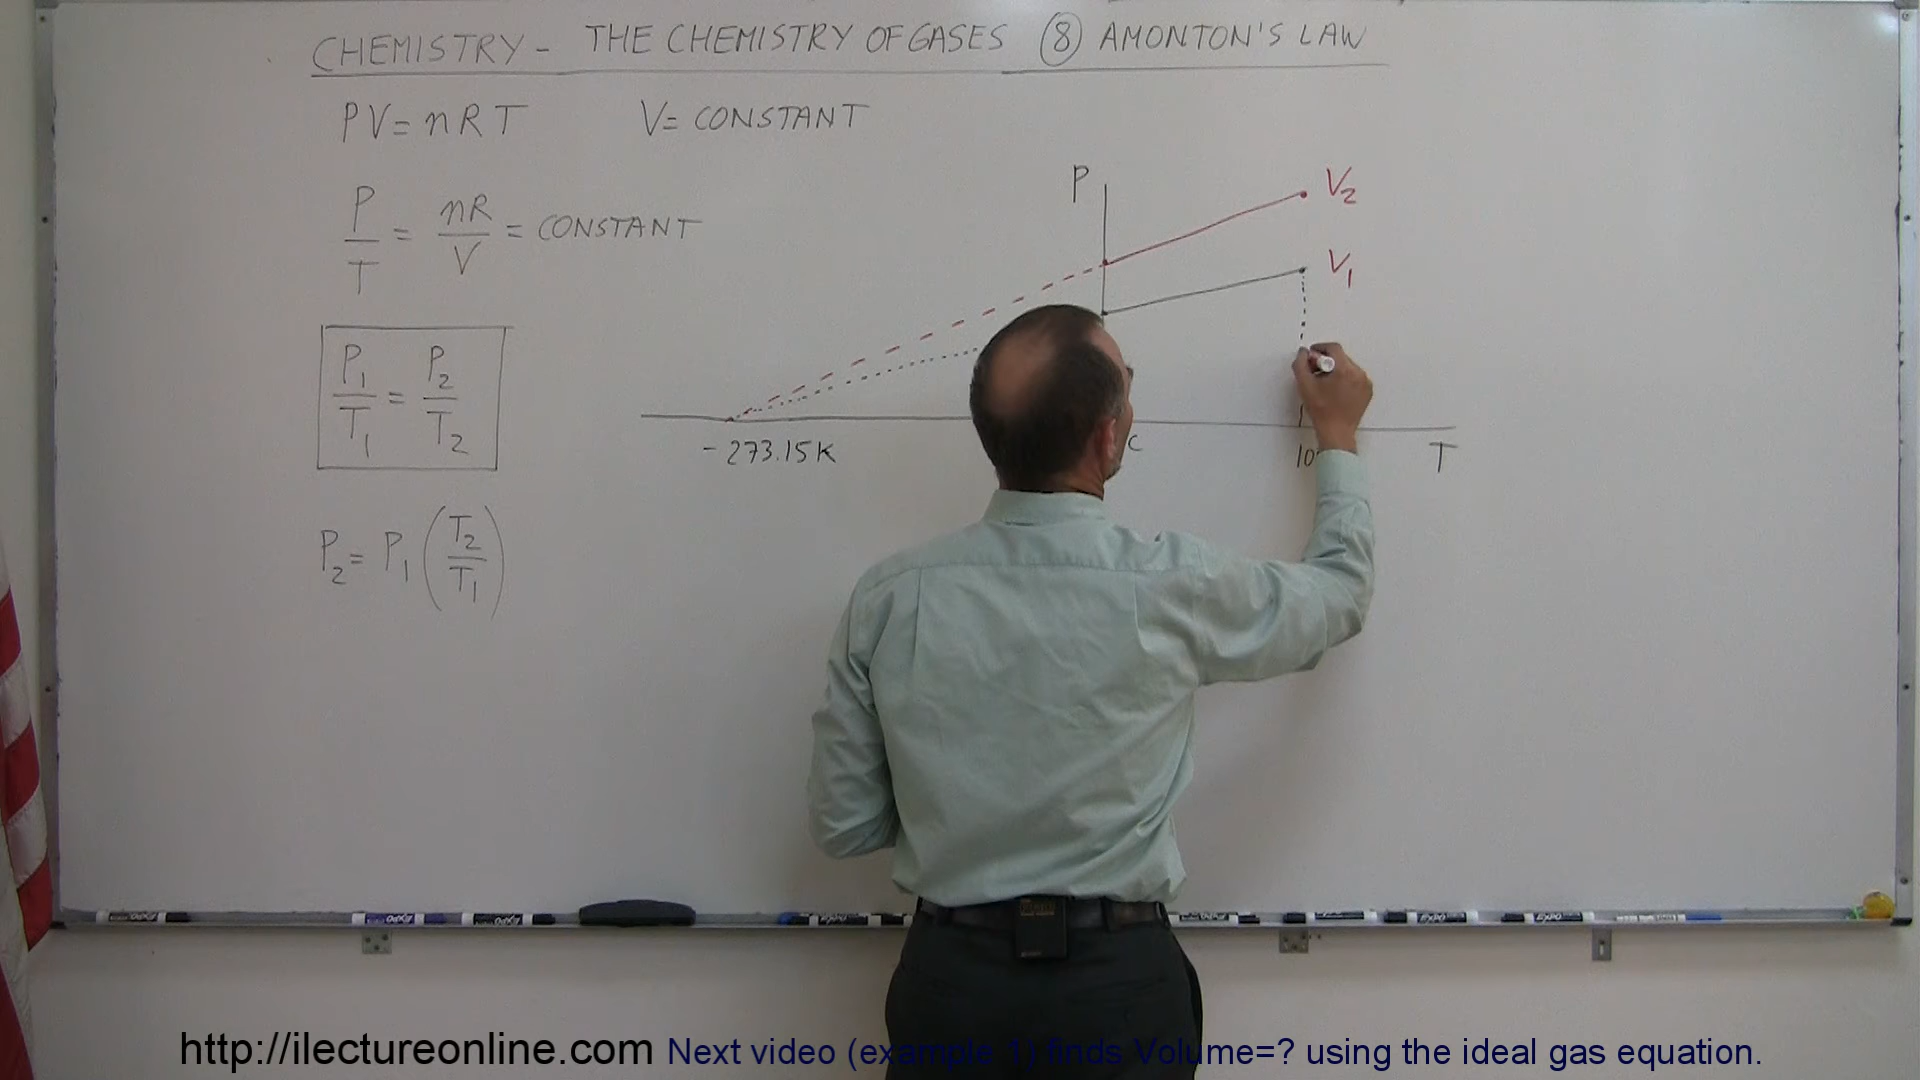 CHEMISTRY - THE CHEMISTRY OF GASES ⑧ AMONTON'S LAW
PV = nRT V = CONSTANT
P/T = nR/V = CONSTANT
P₁/T₁ = P₂/T₂
P₂ = P₁ (T₂/T₁)
P
V₂
V₁
-273.15K
C
10
T
EXPO
http://ilectureonline.com Next video (example 1) finds Volume=? using the ideal gas equation.